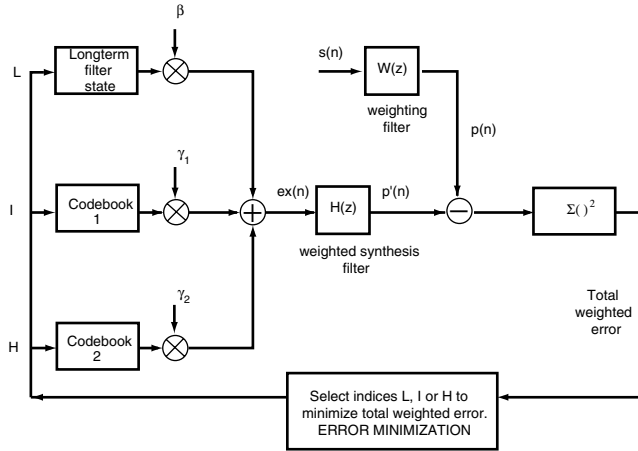 β
L
Longterm
filter
state
s(n)
W(z)
weighting
filter
p(n)
γ1
I
Codebook
1
ex(n)
H(z)
p'(n)
Σ( )²
weighted synthesis
filter
γ2
H
Codebook
2
Total
weighted
error
Select indices L, I or H to
minimize total weighted error.
ERROR MINIMIZATION